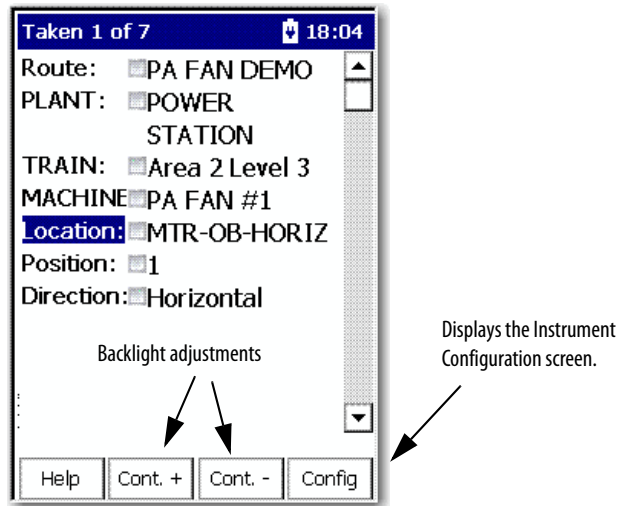 Taken 1 of 7 18:04
Route: PA FAN DEMO
PLANT: POWER
STATION
TRAIN: Area 2 Level 3
MACHINE PA FAN #1
Location: MTR-OB-HORIZ
Position: 1
Direction: Horizontal
Backlight adjustments
Displays the Instrument
Configuration screen.
Help Cont. + Cont. - Config